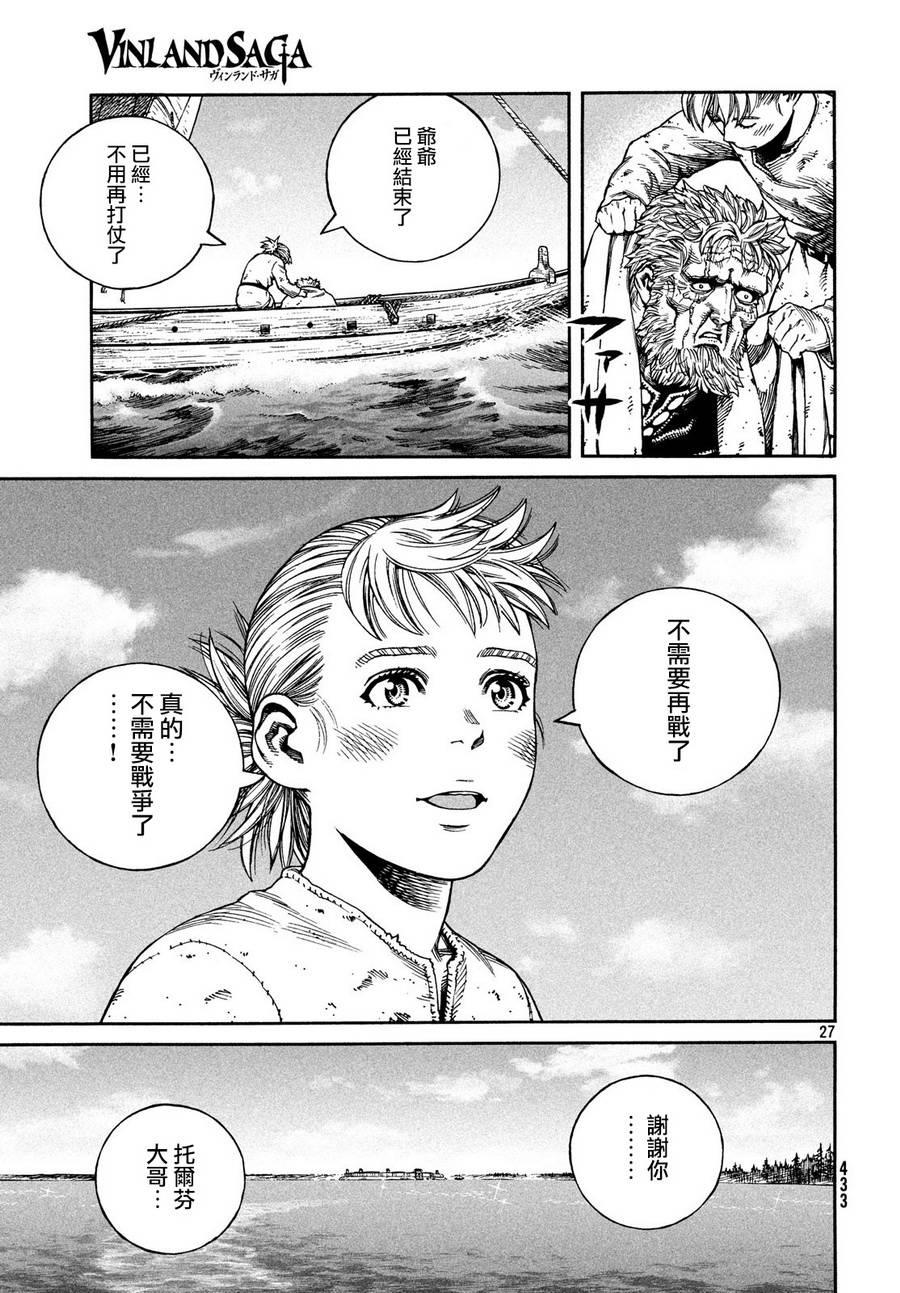 VINLAND SAGA
ヴィンランド・サガ
ファサ
爺爺
已經結束了
已經…
不用再打仗了
不需要再戰了
真的…
不需要戰爭了
……！
27
謝謝你
………
托爾芬
大哥…
433